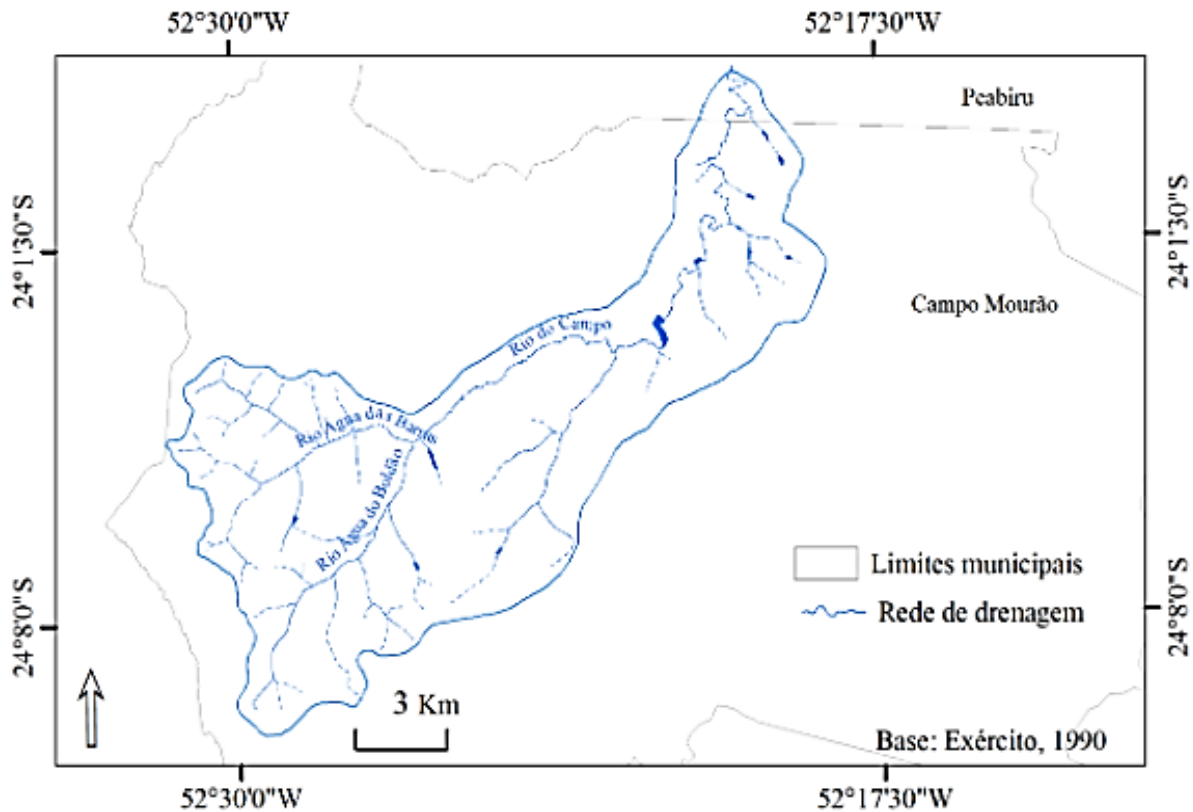 52°30'0"W
52°17'30"W
Peabiru
24°1'30"S
24°1'30"S
Campo Mourão
Rio do Campo
Rio Água das Barras
Rio Água do Boldão
Limites municipais
Rede de drenagem
24°8'0"S
24°8'0"S
3 Km
Base: Exército, 1990
52°30'0"W
52°17'30"W